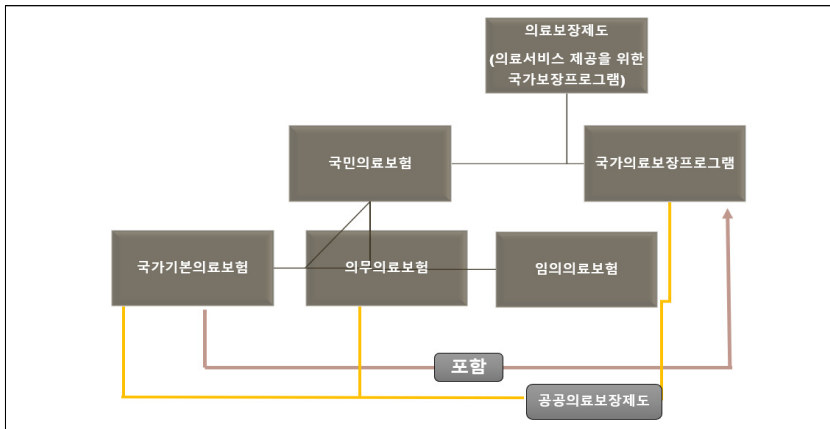 의료보장제도
(의료서비스 제공을 위한
국가보장프로그램)
국민의료보험
국가의료보장프로그램
국가기본의료보험
의무의료보험
임의의료보험
포함
공공의료보장제도